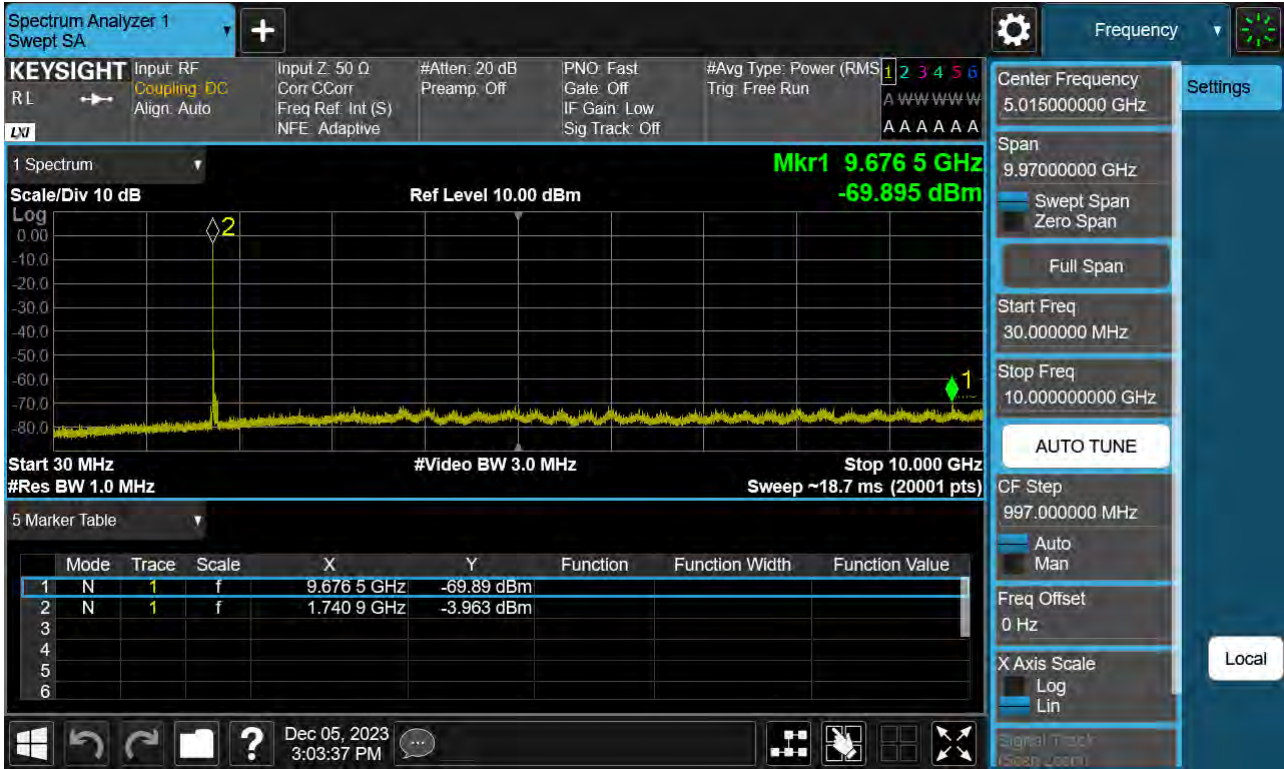 Spectrum Analyzer 1
Swept SA
Frequency
KEYSIGHT
RL
LXI
Input: RF
Coupling: DC
Align: Auto
Input Z: 50 Ω
Corr CCorr
Freq Ref: Int (S)
NFE: Adaptive
#Atten: 20 dB
Preamp: Off
PNO: Fast
Gate: Off
IF Gain: Low
Sig Track: Off
#Avg Type: Power (RMS
Trig: Free Run
1 2 3 4 5 6
A W W W W W
A A A A A A
1 Spectrum
Mkr1 9.676 5 GHz
Scale/Div 10 dB
Ref Level 10.00 dBm
-69.895 dBm
Log
0.00
-10.0
-20.0
-30.0
-40.0
-50.0
-60.0
-70.0
-80.0
2
1
Start 30 MHz
#Video BW 3.0 MHz
Stop 10.000 GHz
#Res BW 1.0 MHz
Sweep ~18.7 ms (20001 pts)
5 Marker Table
Mode Trace Scale X Y Function Function Width Function Value
1 N 1 f 9.676 5 GHz -69.89 dBm
2 N 1 f 1.740 9 GHz -3.963 dBm
3
4
5
6
Dec 05, 2023
3:03:37 PM
Center Frequency
5.015000000 GHz
Span
9.97000000 GHz
Swept Span
Zero Span
Full Span
Start Freq
30.000000 MHz
Stop Freq
10.000000000 GHz
AUTO TUNE
CF Step
997.000000 MHz
Auto
Man
Freq Offset
0 Hz
X Axis Scale
Log
Lin
Signal Track
(Span Zoom)
Settings
Local